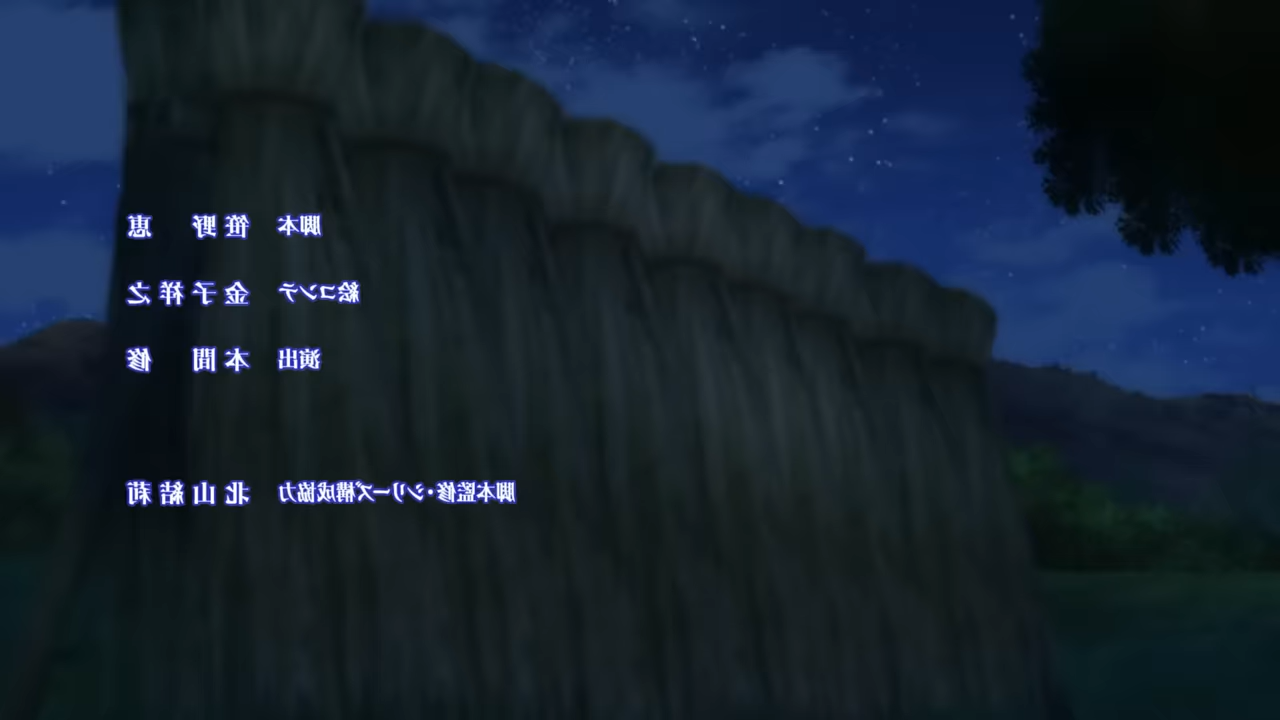 脚本 笹野 恵
絵コンテ 金子祥之
演出 本間 修
脚本監修・シリーズ構成協力 北山結莉